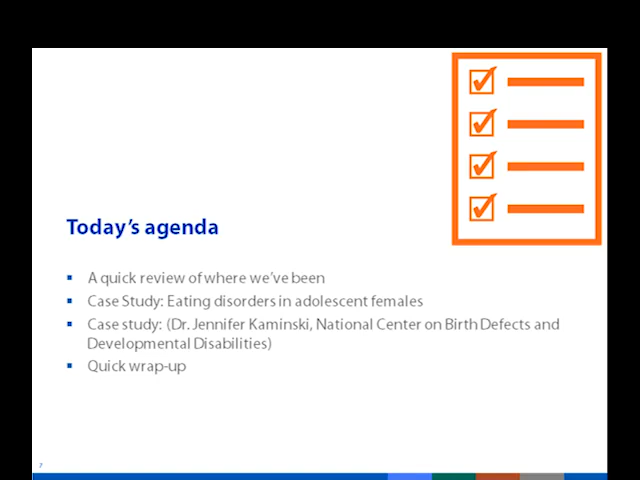 Today's agenda
▪ A quick review of where we've been
▪ Case Study: Eating disorders in adolescent females
▪ Case study: (Dr. Jennifer Kaminski, National Center on Birth Defects and
Developmental Disabilities)
▪ Quick wrap-up
7